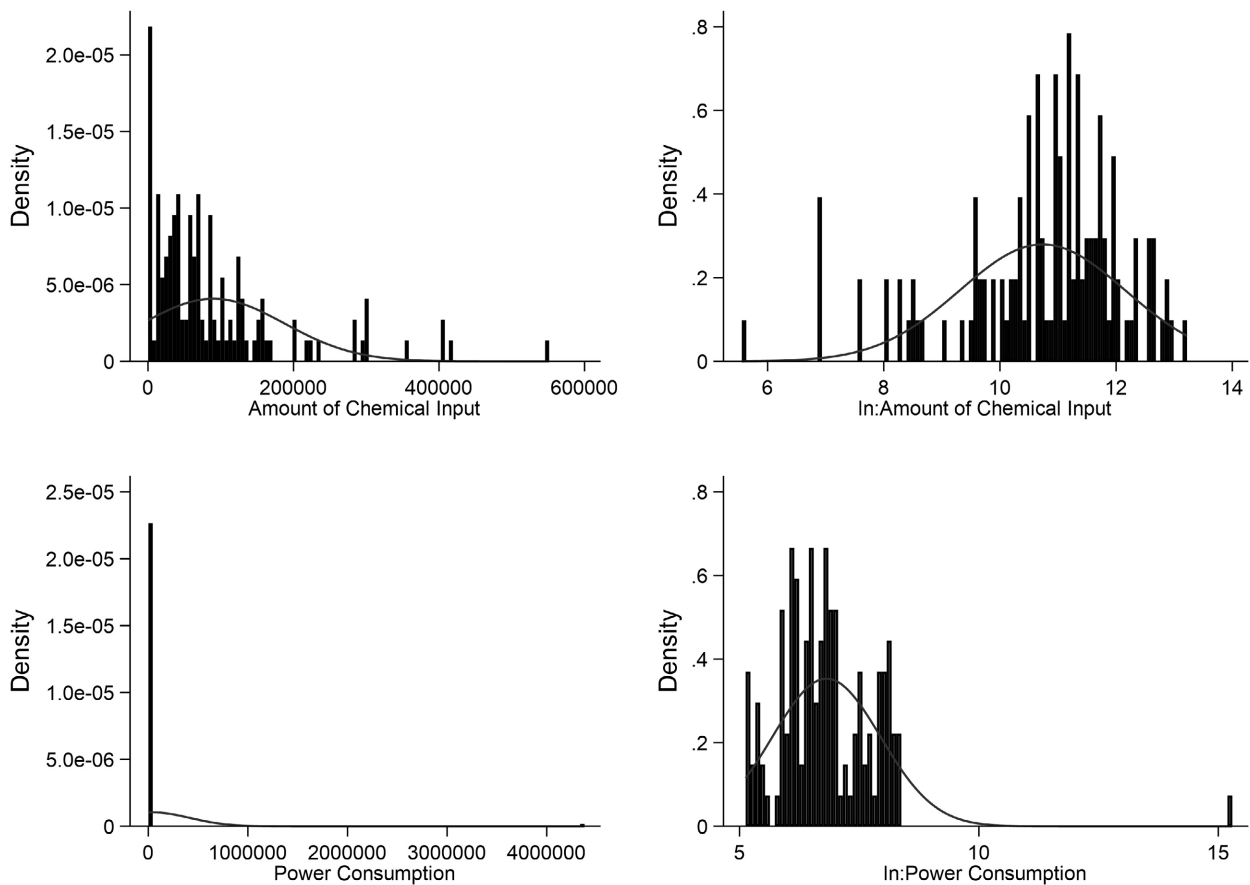 Density
2.0e-05
1.5e-05
1.0e-05
5.0e-06
0
0 200000 400000 600000
Amount of Chemical Input
Density
.8
.6
.4
.2
0
6 8 10 12 14
ln:Amount of Chemical Input
Density
2.5e-05
2.0e-05
1.5e-05
1.0e-05
5.0e-06
0
0 1000000 2000000 3000000 4000000
Power Consumption
Density
.8
.6
.4
.2
0
5 10 15
ln:Power Consumption